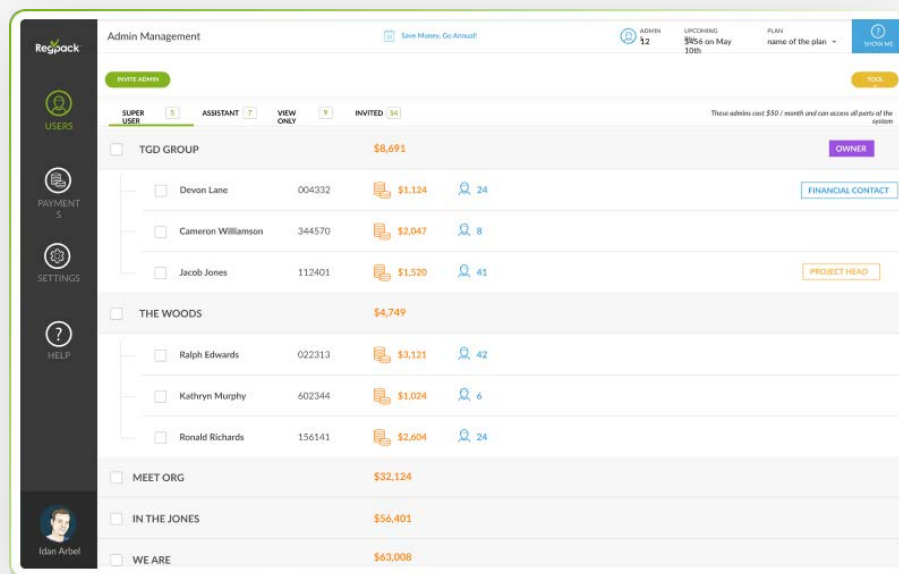 Regpack
Admin Management
Save Money, Go Annual!
ADMIN
12
UPCOMING
$456 on May
10th
PLAN
name of the plan
?
SHOW ME
INVITE ADMIN
TOOL
SUPER
USER
5
ASSISTANT 7
VIEW
ONLY
9
INVITED 54
These admins cost $50 / month and can access all parts of the
system
USERS
PAYMENT
S
SETTINGS
?
HELP
Idan Arbel
TGD GROUP $8,691 OWNER
Devon Lane 004332 $1,124 24 FINANCIAL CONTACT
Cameron Williamson 344570 $2,047 8
Jacob Jones 112401 $1,520 41 PROJECT HEAD
THE WOODS $4,749
Ralph Edwards 022313 $3,121 42
Kathryn Murphy 602344 $1,024 6
Ronald Richards 156141 $2,604 24
MEET ORG $32,124
IN THE JONES $56,401
WE ARE $63,008